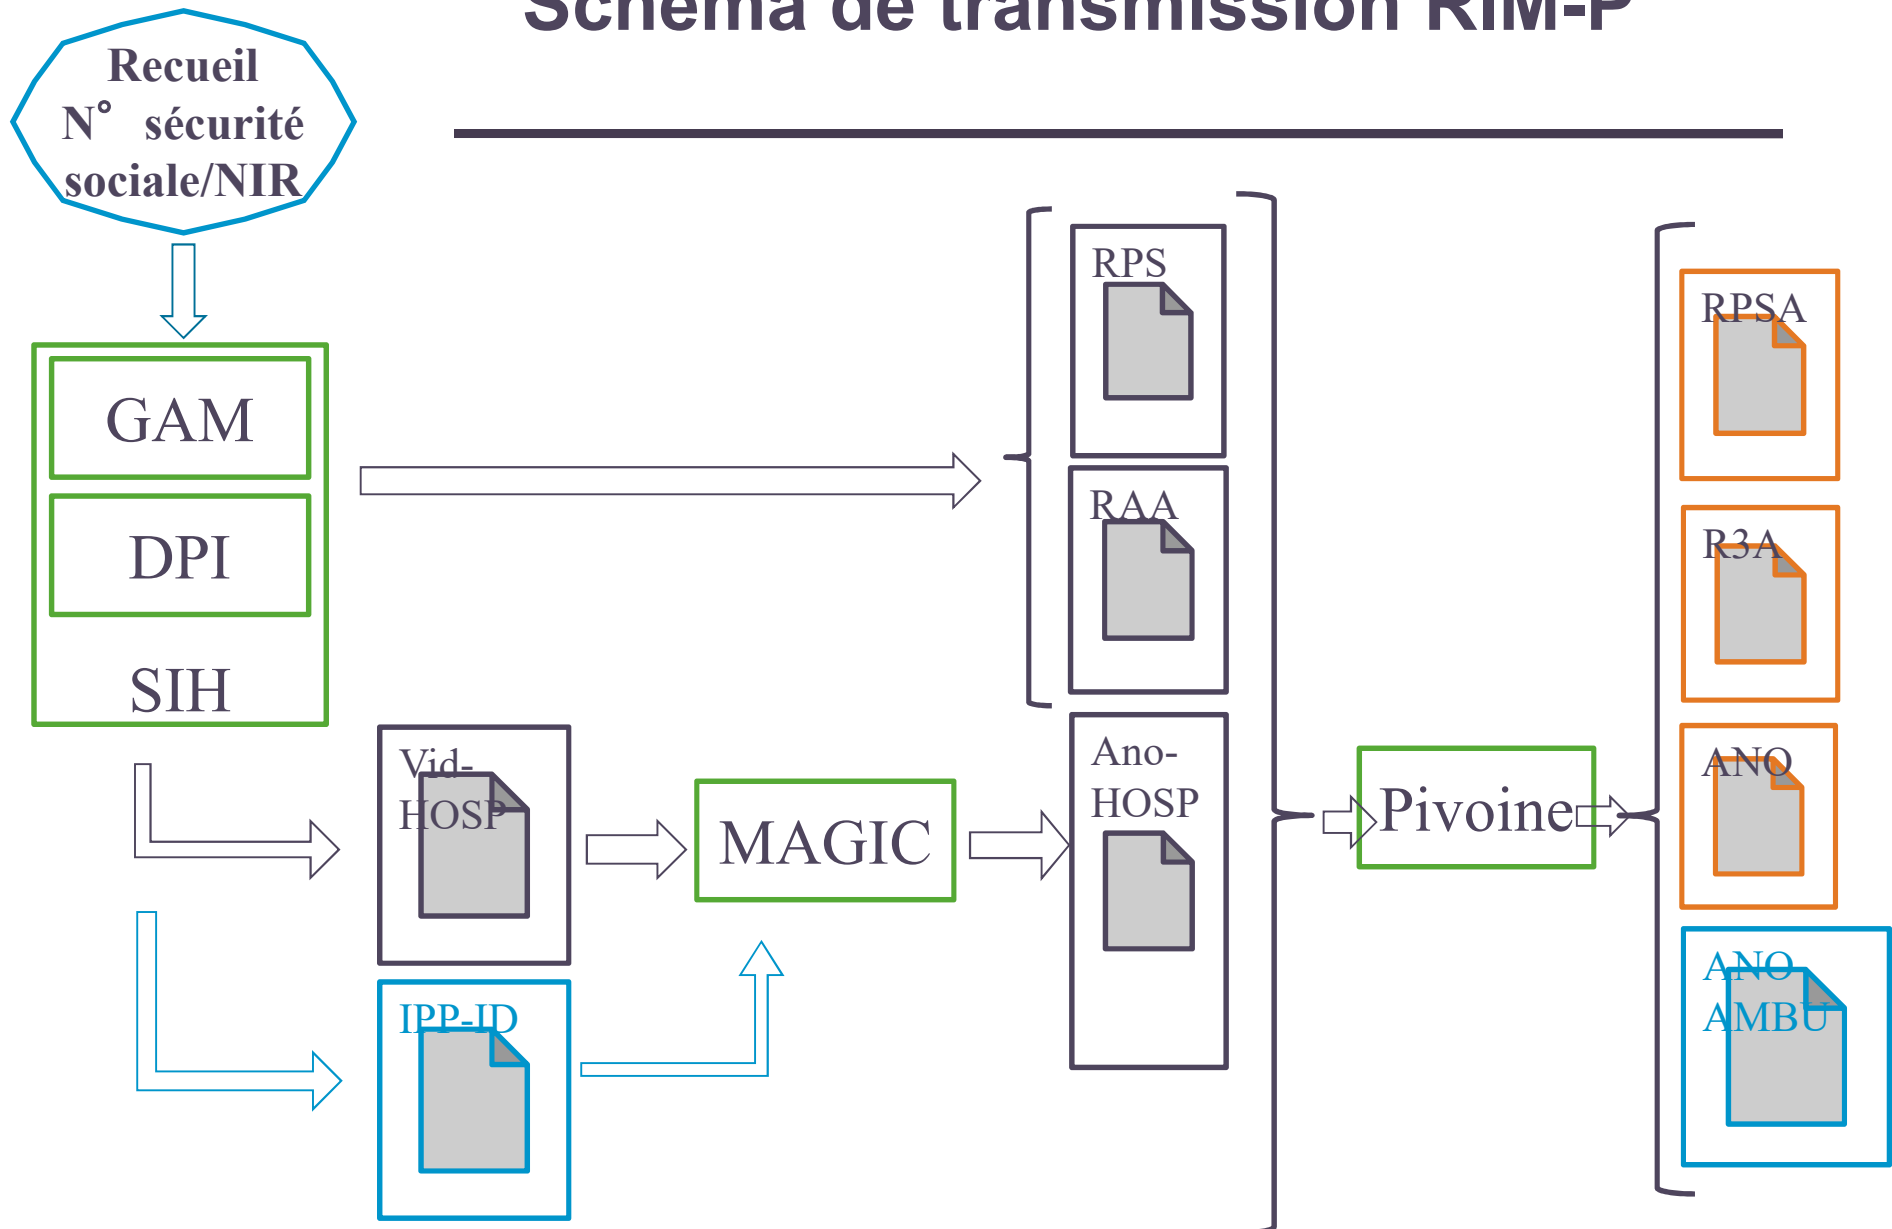 Schéma de transmission RIM-P
Recueil
N° sécurité
sociale/NIR
GAM
DPI
SIH
Vid-
HOSP
IPP-ID
MAGIC
RPS
RAA
Ano-
HOSP
Pivoine
RPSA
R3A
ANO
ANO
AMBU